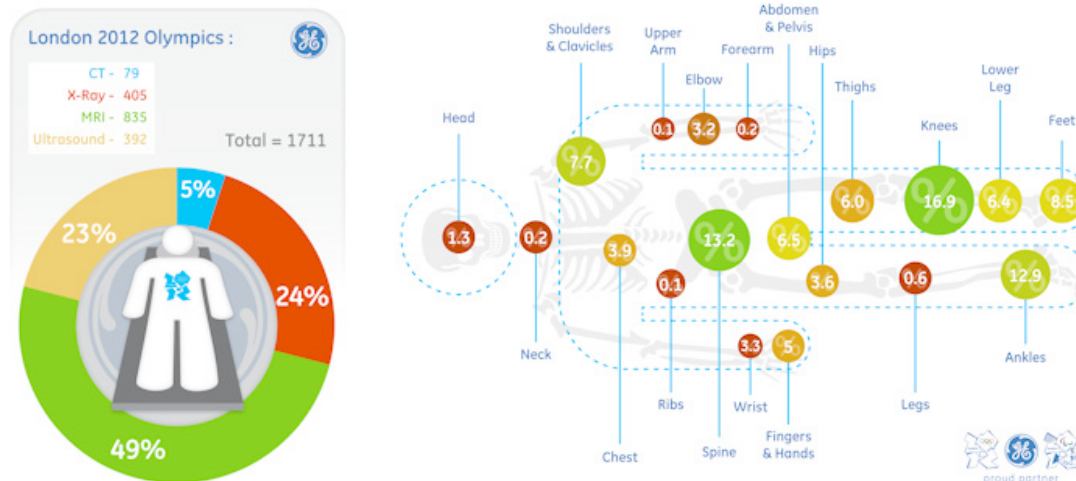 London 2012 Olympics :
CT - 79
X-Ray - 405
MRI - 835
Ultrasound - 392
Total = 1711
5%
23%
24%
49%
Head
Shoulders
& Clavicles
Upper
Arm
Elbow
Forearm
Abdomen
& Pelvis
Hips
Thighs
Knees
Lower
Leg
Feet
0.1
3.2
0.2
7.7
6.0
16.9
6.4
8.5
1.3
0.2
3.9
13.2
6.5
0.1
3.6
0.6
12.9
3.3
5
Neck
Ribs
Wrist
Legs
Ankles
Chest
Spine
Fingers
& Hands
proud partner